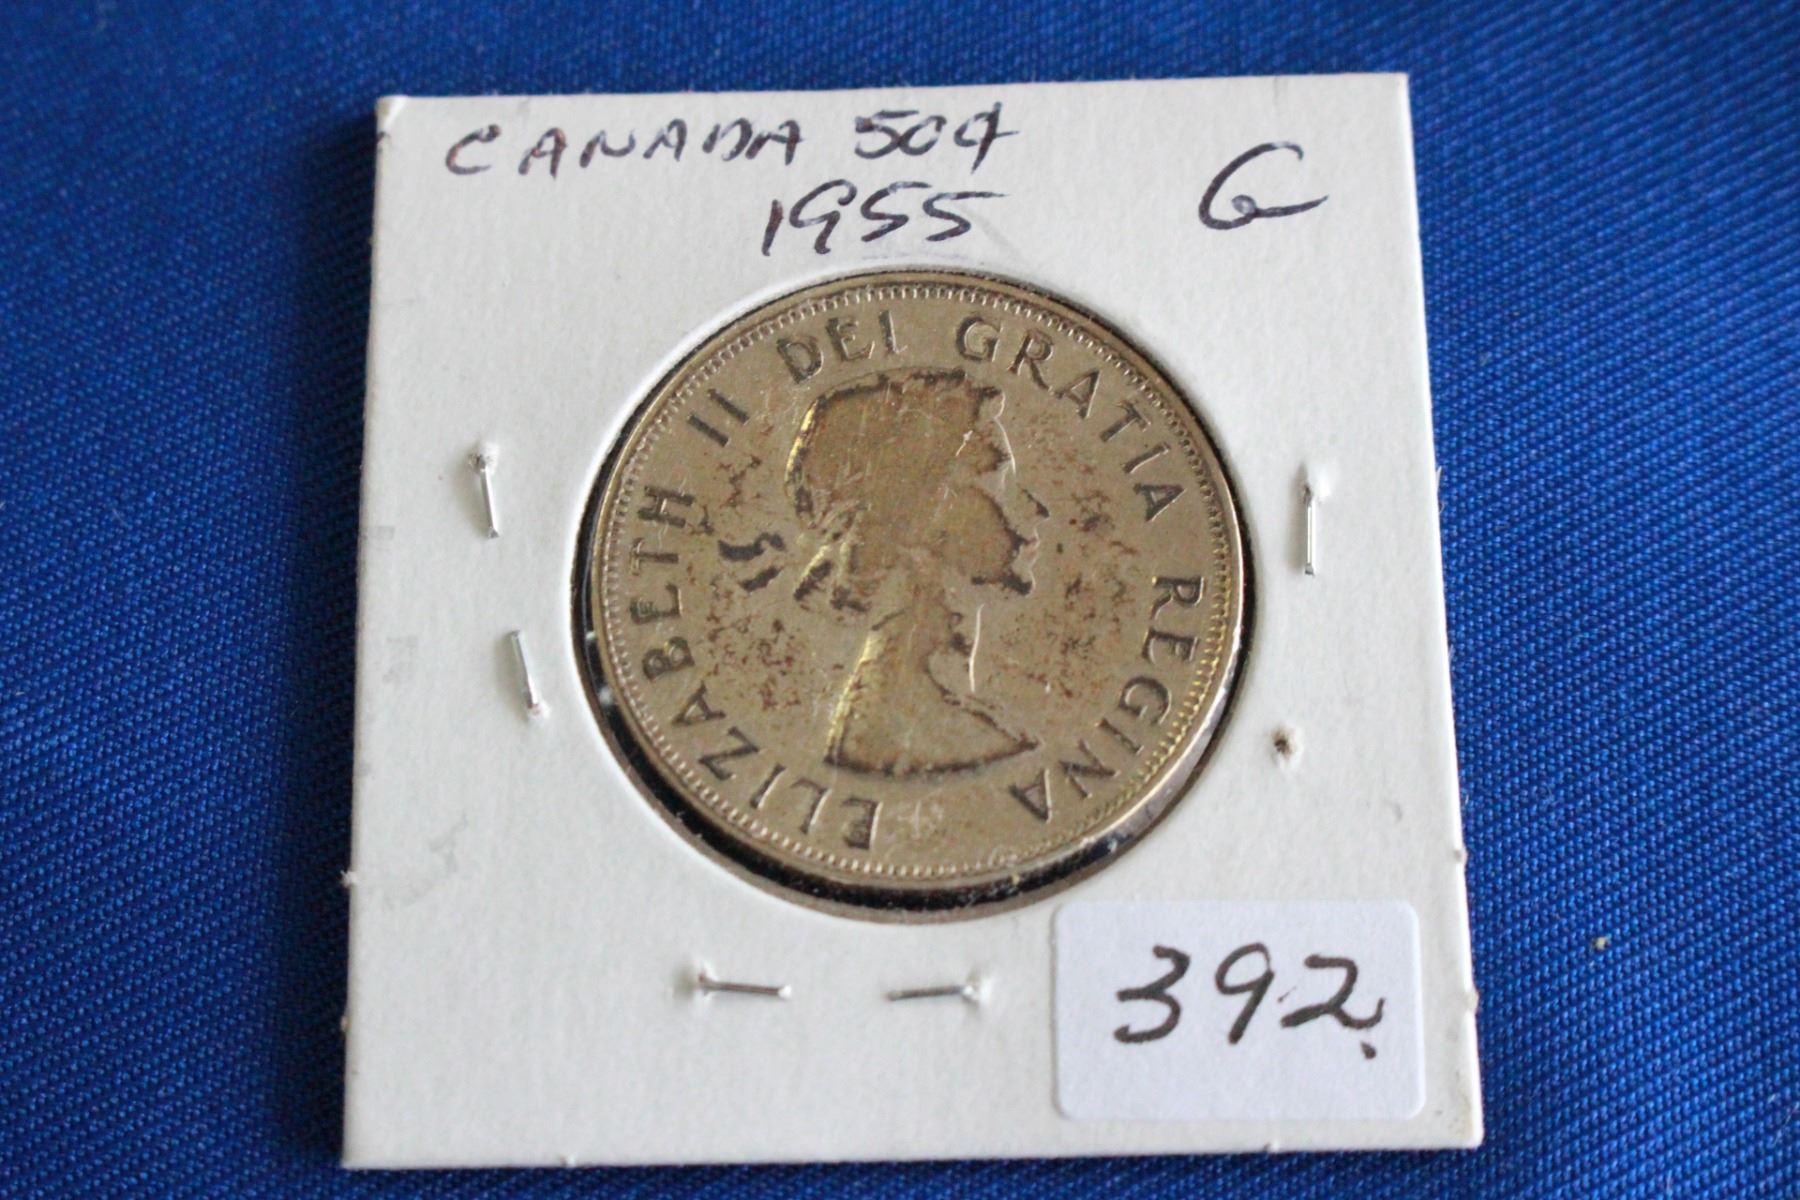 CANADA 50¢
1955
G
ELIZABETH II DEI GRATIA REGINA
392.